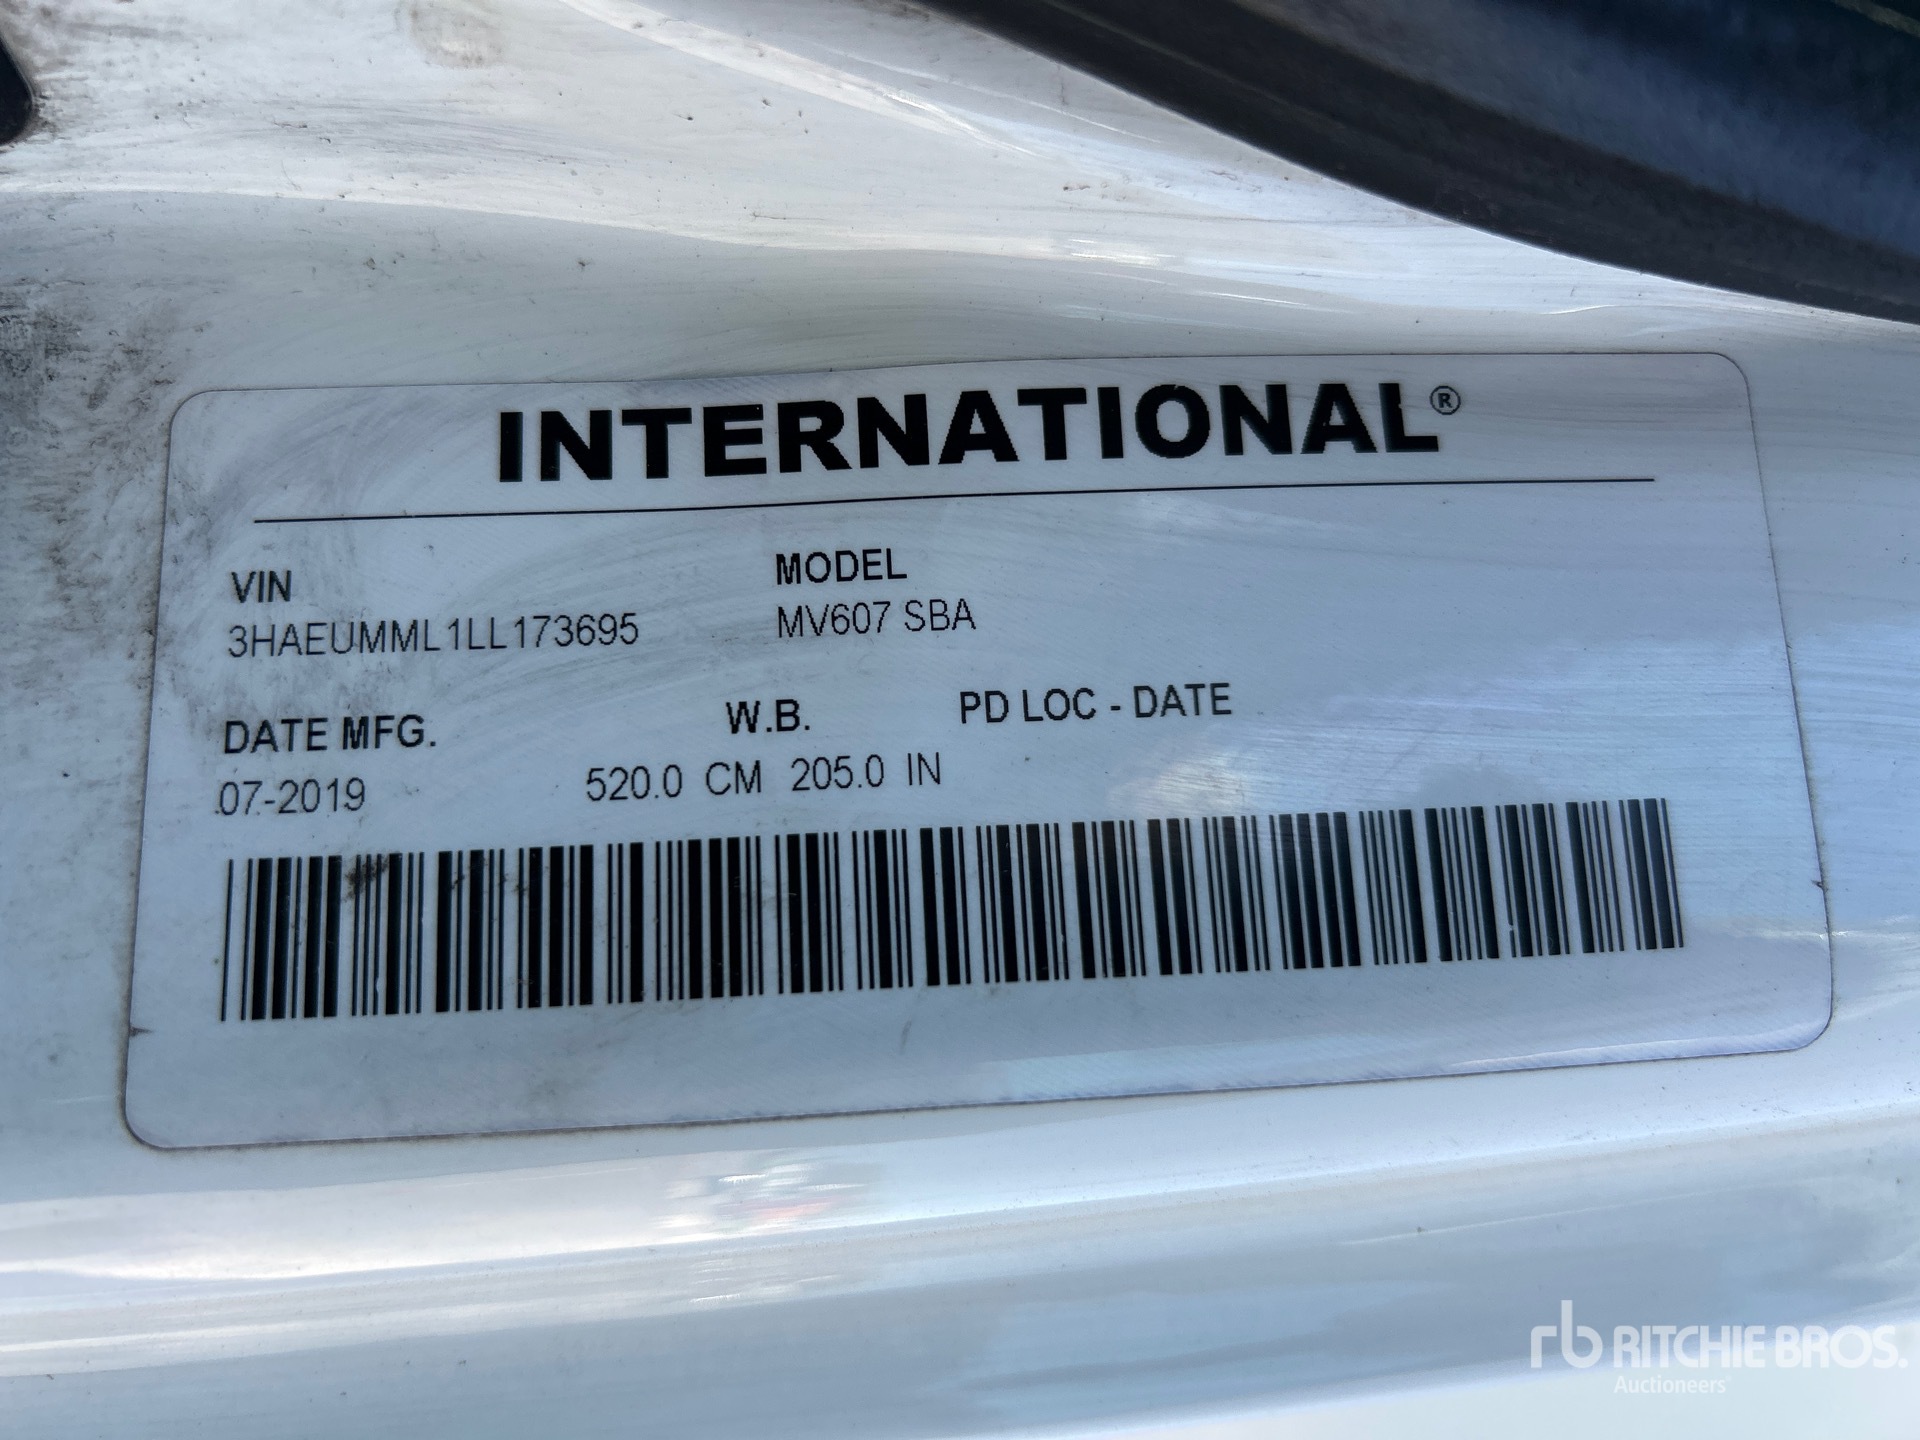 INTERNATIONAL®
VIN
3HAEUMML1LL173695
MODEL
MV607 SBA
DATE MFG.
07-2019
W.B.
520.0 CM 205.0 IN
PD LOC - DATE
rb RITCHIE BROS.
Auctioneers